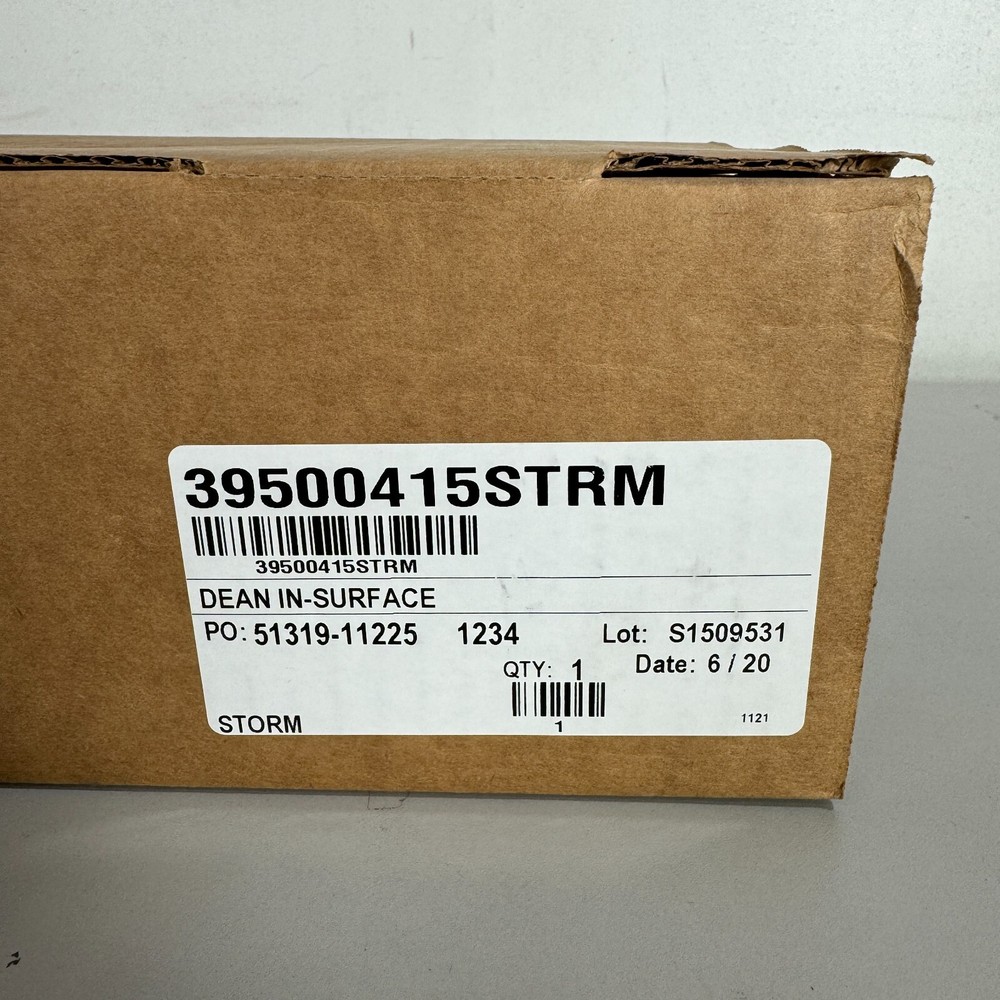 39500415STRM
39500415STRM
DEAN IN-SURFACE
PO: 51319-11225 1234 Lot: S1509531
QTY: 1 Date: 6 / 20
1
STORM 1121